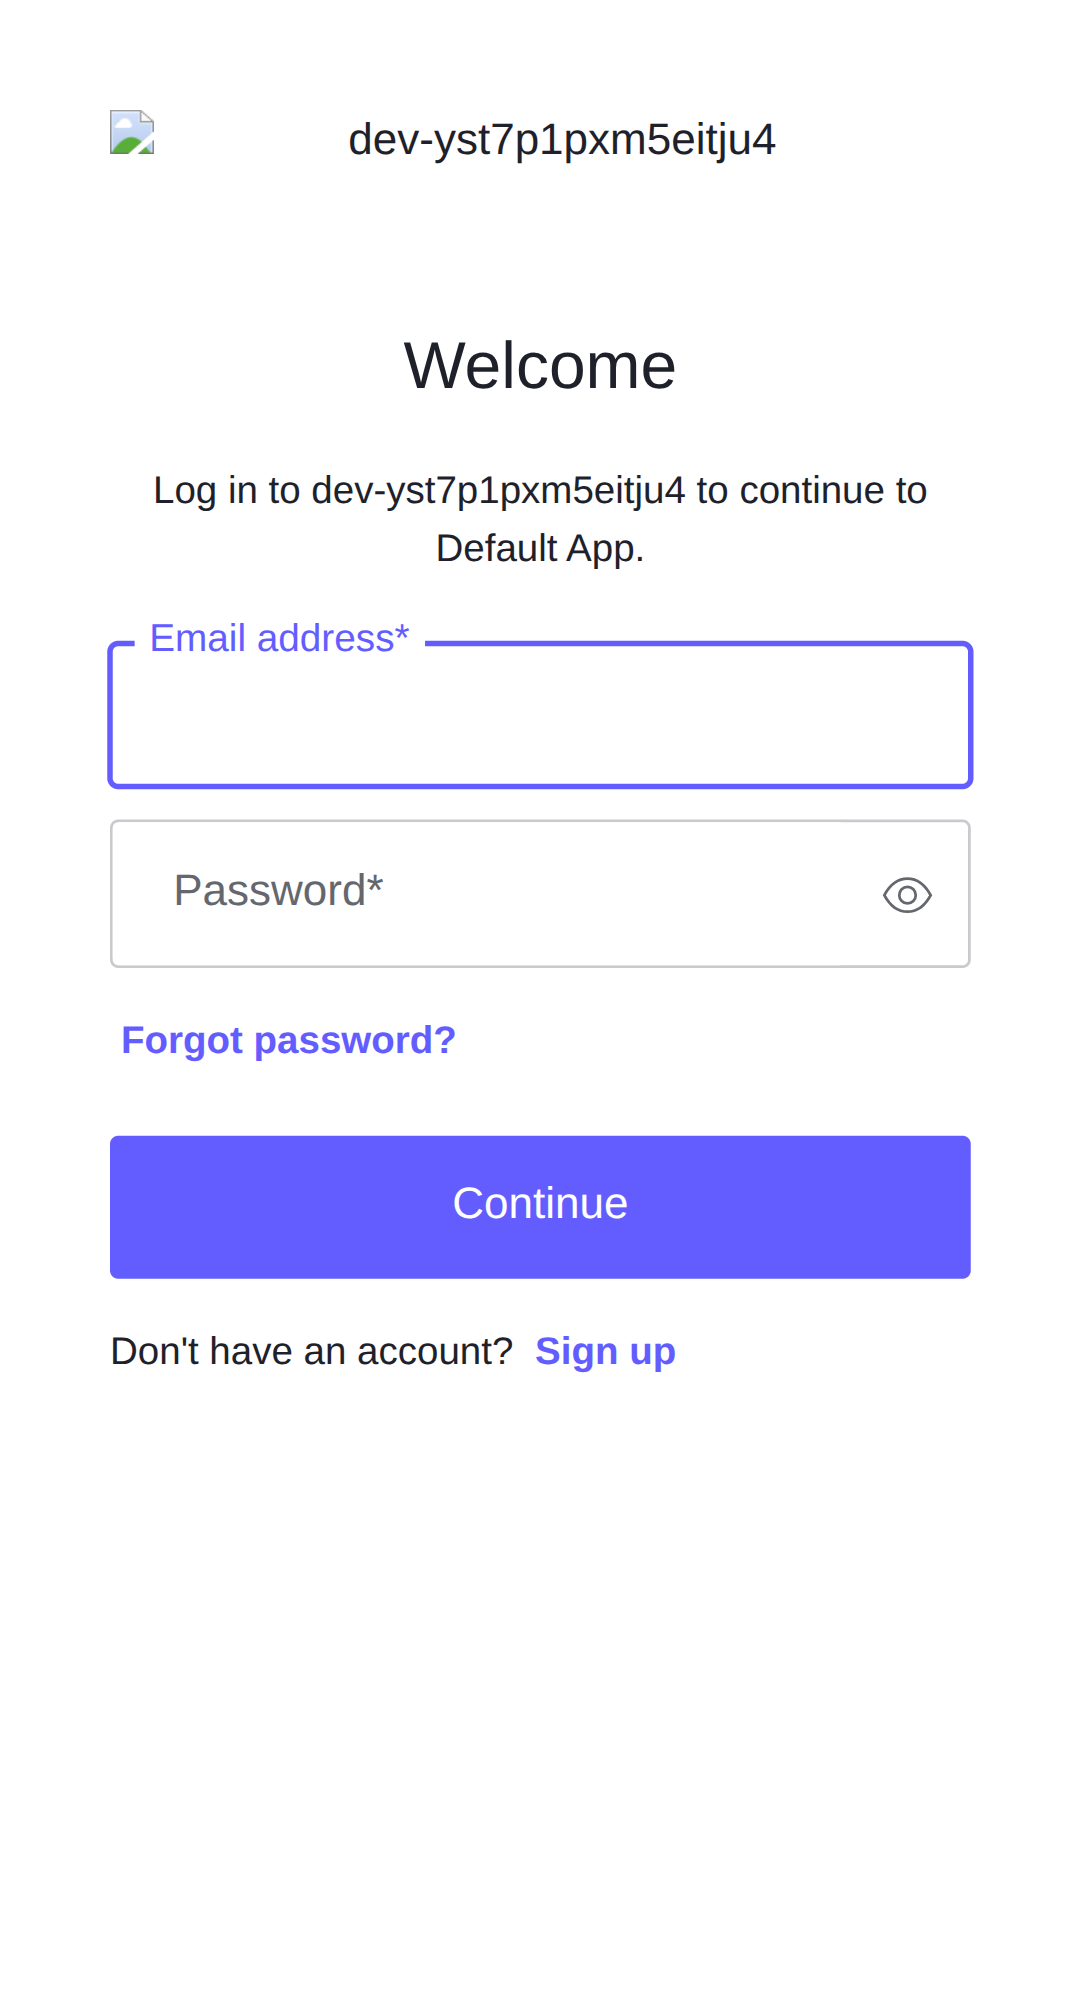 dev-yst7p1pxm5eitju4
Welcome
Log in to dev-yst7p1pxm5eitju4 to continue to
Default App.
Email address*
Password*
Forgot password?
Continue
Don't have an account? Sign up